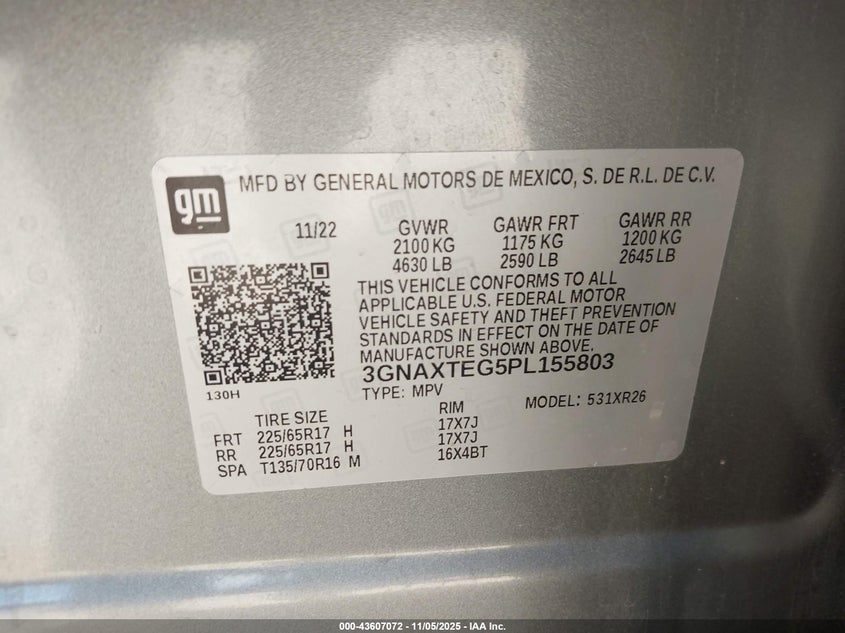 gm
MFD BY GENERAL MOTORS DE MEXICO, S. DE R.L. DE C.V.
11/22 GVWR GAWR FRT GAWR RR
2100 KG 1175 KG 1200 KG
4630 LB 2590 LB 2645 LB
THIS VEHICLE CONFORMS TO ALL
APPLICABLE U.S. FEDERAL MOTOR
VEHICLE SAFETY AND THEFT PREVENTION
STANDARDS IN EFFECT ON THE DATE OF
MANUFACTURE SHOWN ABOVE.
3GNAXTEG5PL155803
130H
TYPE: MPV MODEL: 531XR26
TIRE SIZE RIM
FRT 225/65R17 H 17X7J
RR 225/65R17 H 17X7J
SPA T135/70R16 M 16X4BT
000-43607072 - 11/05/2025 - IAA Inc.